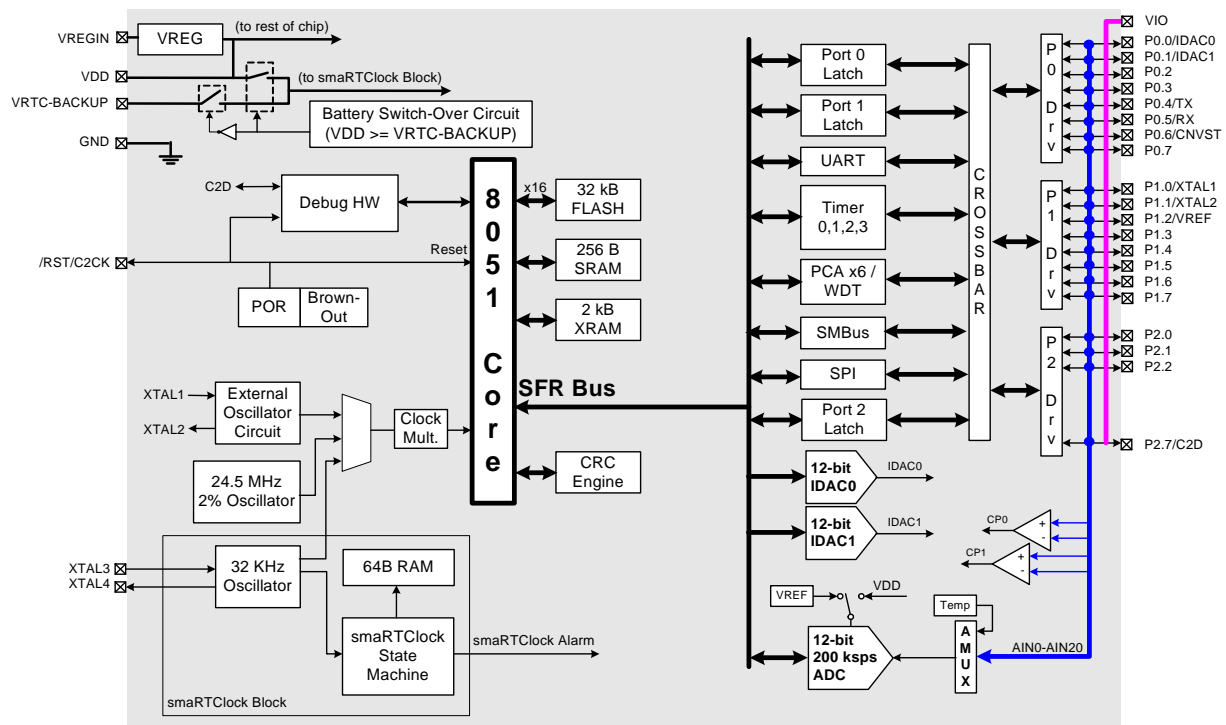 VREGIN
VREG
(to rest of chip)
VDD
(to smaRTClock Block)
VRTC-BACKUP
Battery Switch-Over Circuit
(VDD >= VRTC-BACKUP)
GND
C2D
Debug HW
/RST/C2CK
Reset
POR
Brown-
Out
8051 Core
x16
32 kB
FLASH
256 B
SRAM
2 kB
XRAM
SFR Bus
CRC
Engine
XTAL1
XTAL2
External
Oscillator
Circuit
Clock
Mult.
24.5 MHz
2% Oscillator
XTAL3
XTAL4
32 KHz
Oscillator
64B RAM
smaRTClock
State
Machine
smaRTClock Alarm
smaRTClock Block
Port 0
Latch
Port 1
Latch
UART
Timer
0,1,2,3
PCA x6 /
WDT
SMBus
SPI
Port 2
Latch
CROSSBAR
P0 Drv
P1 Drv
P2 Drv
VIO
P0.0/IDAC0
P0.1/IDAC1
P0.2
P0.3
P0.4/TX
P0.5/RX
P0.6/CNVST
P0.7
P1.0/XTAL1
P1.1/XTAL2
P1.2/VREF
P1.3
P1.4
P1.5
P1.6
P1.7
P2.0
P2.1
P2.2
P2.7/C2D
12-bit
IDAC0
IDAC0
12-bit
IDAC1
IDAC1
CP0
+
-
CP1
+
-
VREF
VDD
Temp
12-bit
200 ksps
ADC
AMUX
AIN0-AIN20